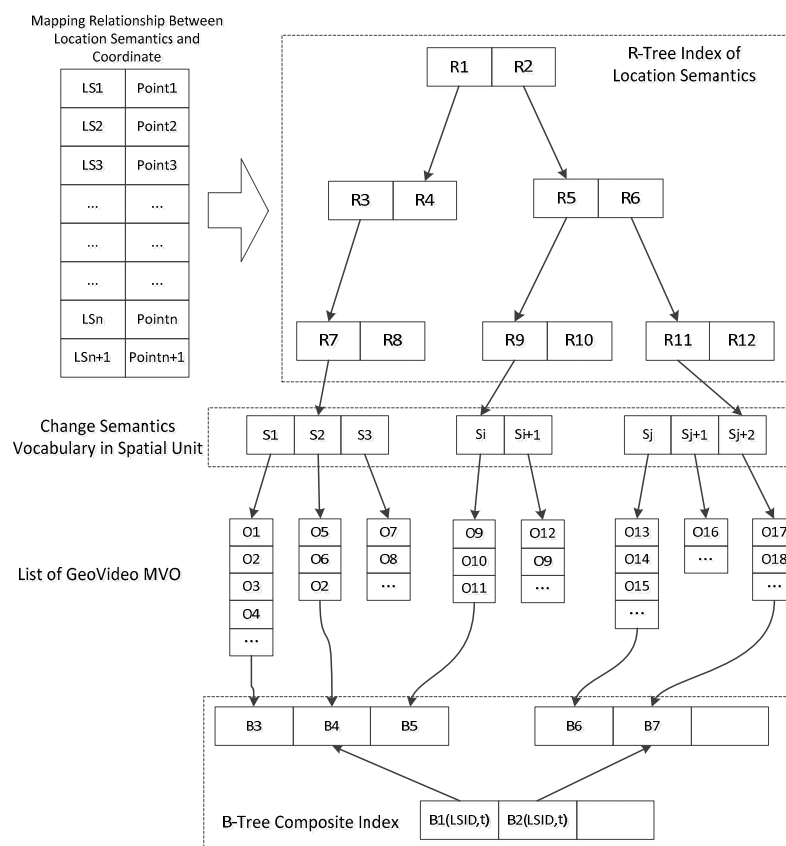 Mapping Relationship Between
Location Semantics and
Coordinate
LS1 Point1
LS2 Point2
LS3 Point3
... ...
... ...
... ...
LSn Pointn
LSn+1 Pointn+1
R-Tree Index of
Location Semantics
R1 R2
R3 R4 R5 R6
R7 R8 R9 R10 R11 R12
Change Semantics
Vocabulary in Spatial Unit
S1 S2 S3 Si Si+1 Sj Sj+1 Sj+2
List of GeoVideo MVO
O1 O5 O7 O9 O12 O13 O16 O17
O2 O6 O8 O10 O9 O14 ... O18
O3 O2 ... O11 ... O15 ...
O4 ...
...
B3 B4 B5 B6 B7
B-Tree Composite Index
B1(LSID,t) B2(LSID,t)